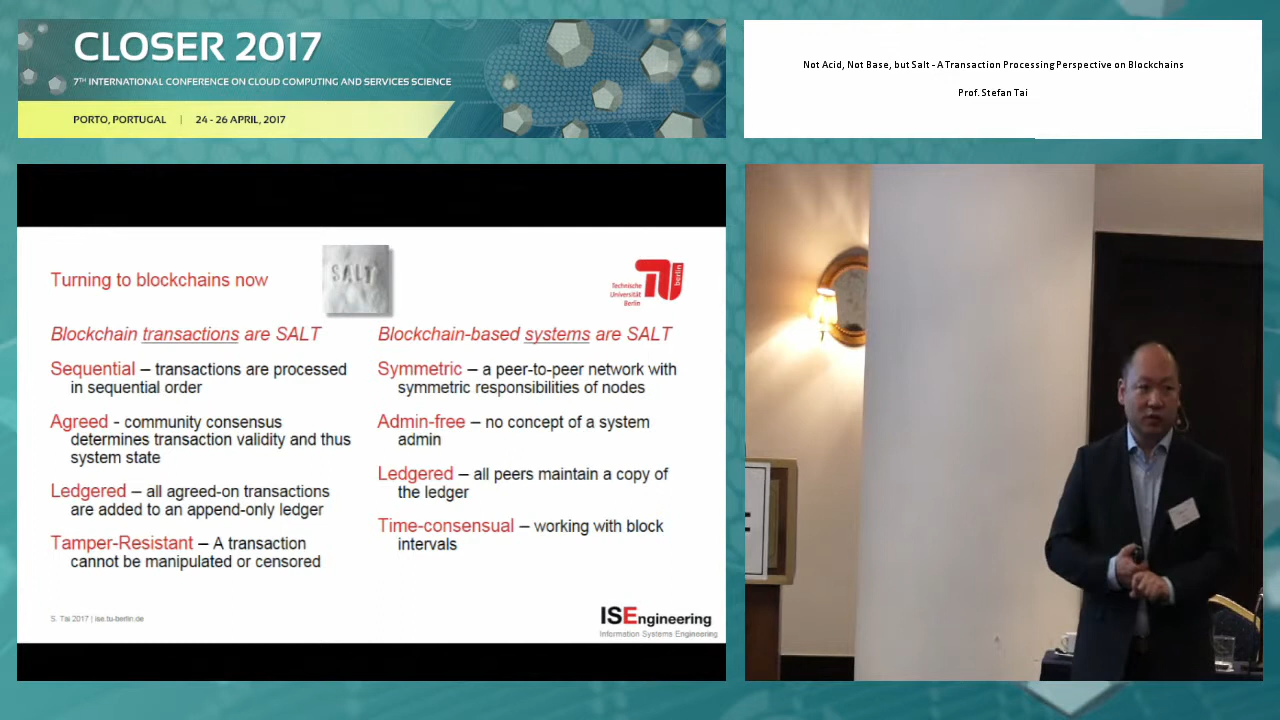 CLOSER 2017
7TH INTERNATIONAL CONFERENCE ON CLOUD COMPUTING AND SERVICES SCIENCE
PORTO, PORTUGAL | 24 - 26 APRIL, 2017
Not Acid, Not Base, but Salt - A Transaction Processing Perspective on Blockchains
Prof. Stefan Tai
Turning to blockchains now
SALT
Technische
Universität
Berlin
berlin
Blockchain transactions are SALT
Sequential – transactions are processed
in sequential order
Agreed - community consensus
determines transaction validity and thus
system state
Ledgered – all agreed-on transactions
are added to an append-only ledger
Tamper-Resistant – A transaction
cannot be manipulated or censored
Blockchain-based systems are SALT
Symmetric – a peer-to-peer network with
symmetric responsibilities of nodes
Admin-free – no concept of a system
admin
Ledgered – all peers maintain a copy of
the ledger
Time-consensual – working with block
intervals
S. Tai 2017 | ise.tu-berlin.de
ISEngineering
Information Systems Engineering